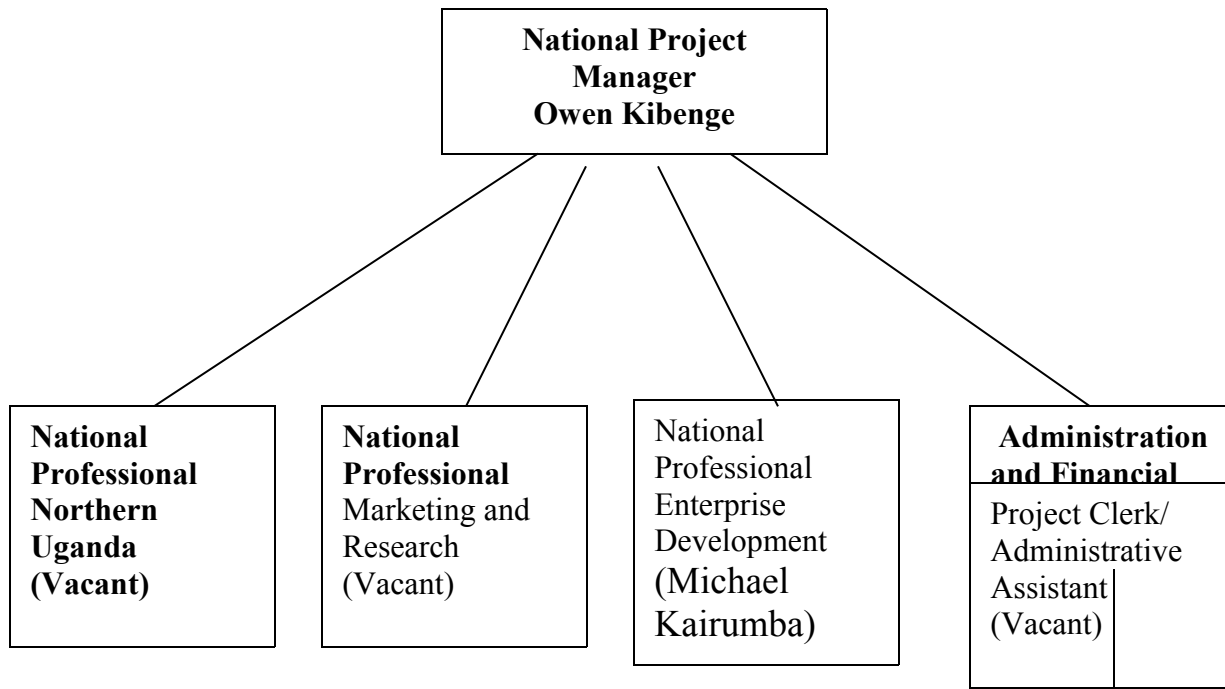 National Project
Manager
Owen Kibenge
National
Professional
Northern
Uganda
(Vacant)
National
Professional
Marketing and
Research
(Vacant)
National
Professional
Enterprise
Development
(Michael
Kairumba)
Administration
and Financial
Project Clerk/
Administrative
Assistant
(Vacant)